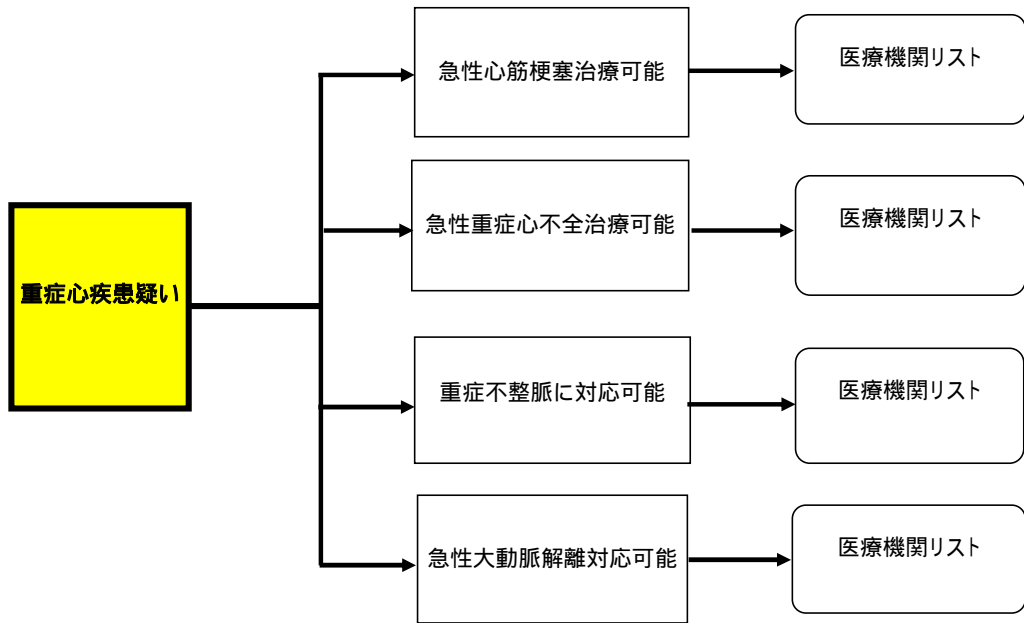 重症心疾患疑い
急性心筋梗塞治療可能
医療機関リスト
急性重症心不全治療可能
医療機関リスト
重症不整脈に対応可能
医療機関リスト
急性大動脈解離対応可能
医療機関リスト